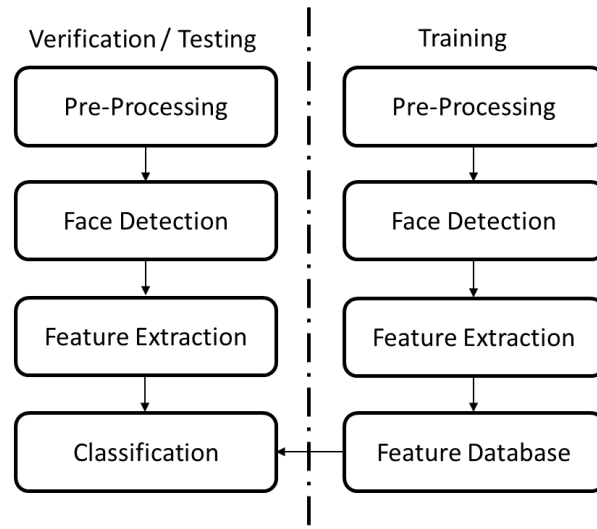 Verification / Testing
Pre-Processing
Face Detection
Feature Extraction
Classification
Training
Pre-Processing
Face Detection
Feature Extraction
Feature Database